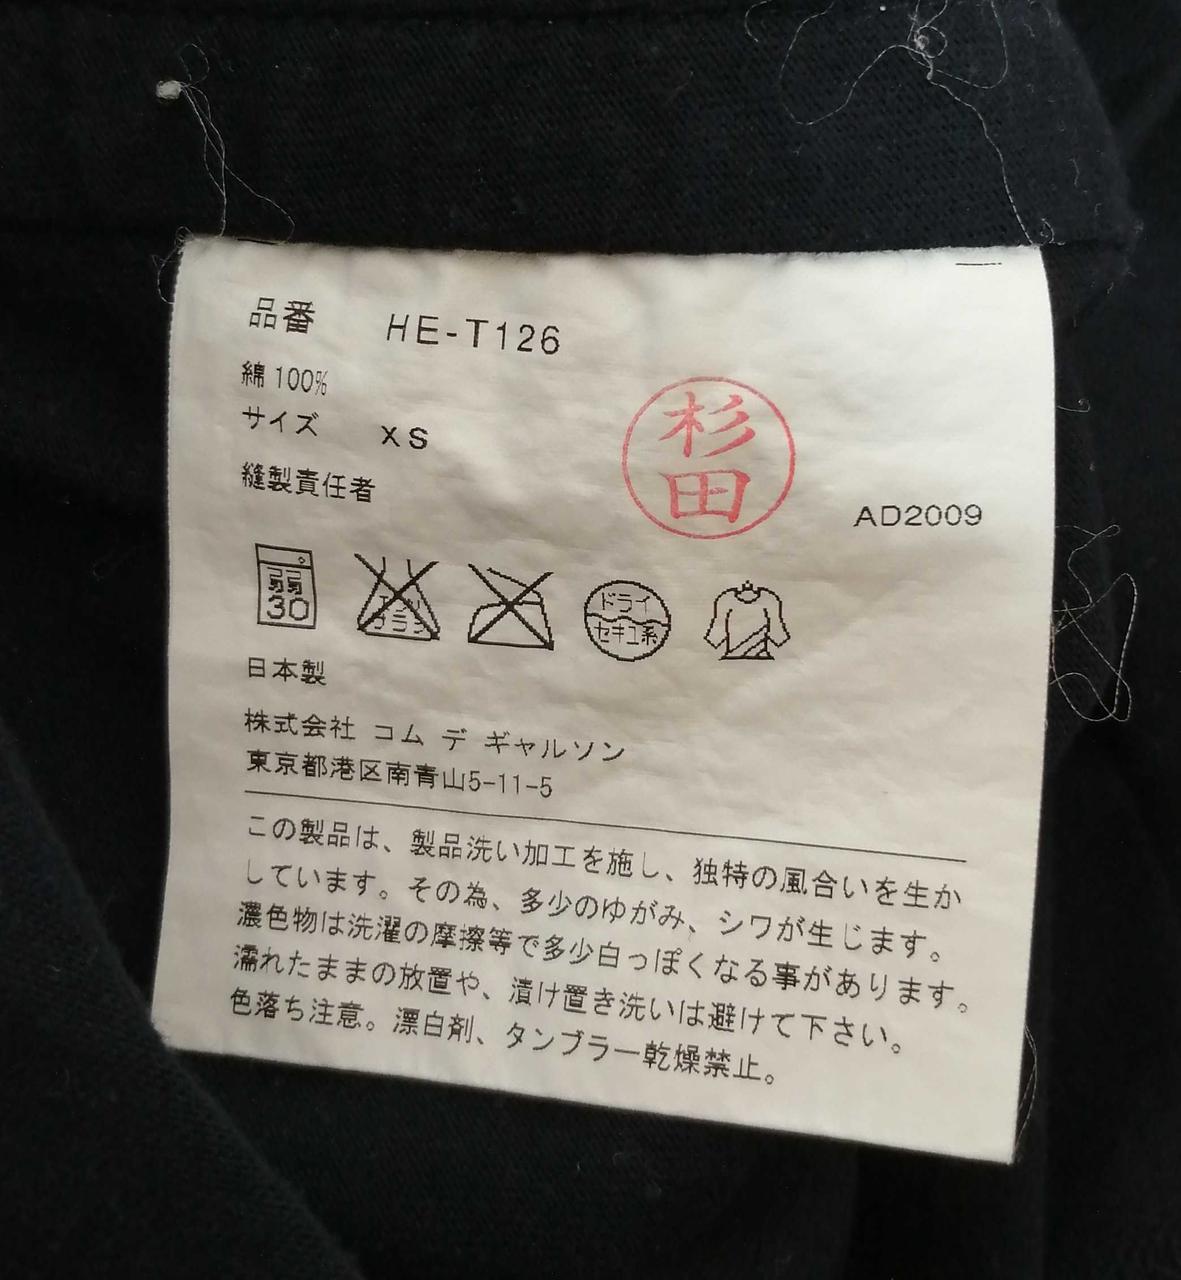 品番 HE-T126
綿 100%
サイズ XS
縫製責任者
杉田
AD2009
弱 30
エンソ フラシ
ドライ セキユ系
日本製
株式会社 コム デ ギャルソン
東京都港区南青山5-11-5
この製品は、製品洗い加工を施し、独特の風合いを生か
しています。その為、多少のゆがみ、シワが生じます。
濃色物は洗濯の摩擦等で多少白っぽくなる事があります。
濡れたままの放置や、漬け置き洗いは避けて下さい。
色落ち注意。漂白剤、タンブラー乾燥禁止。